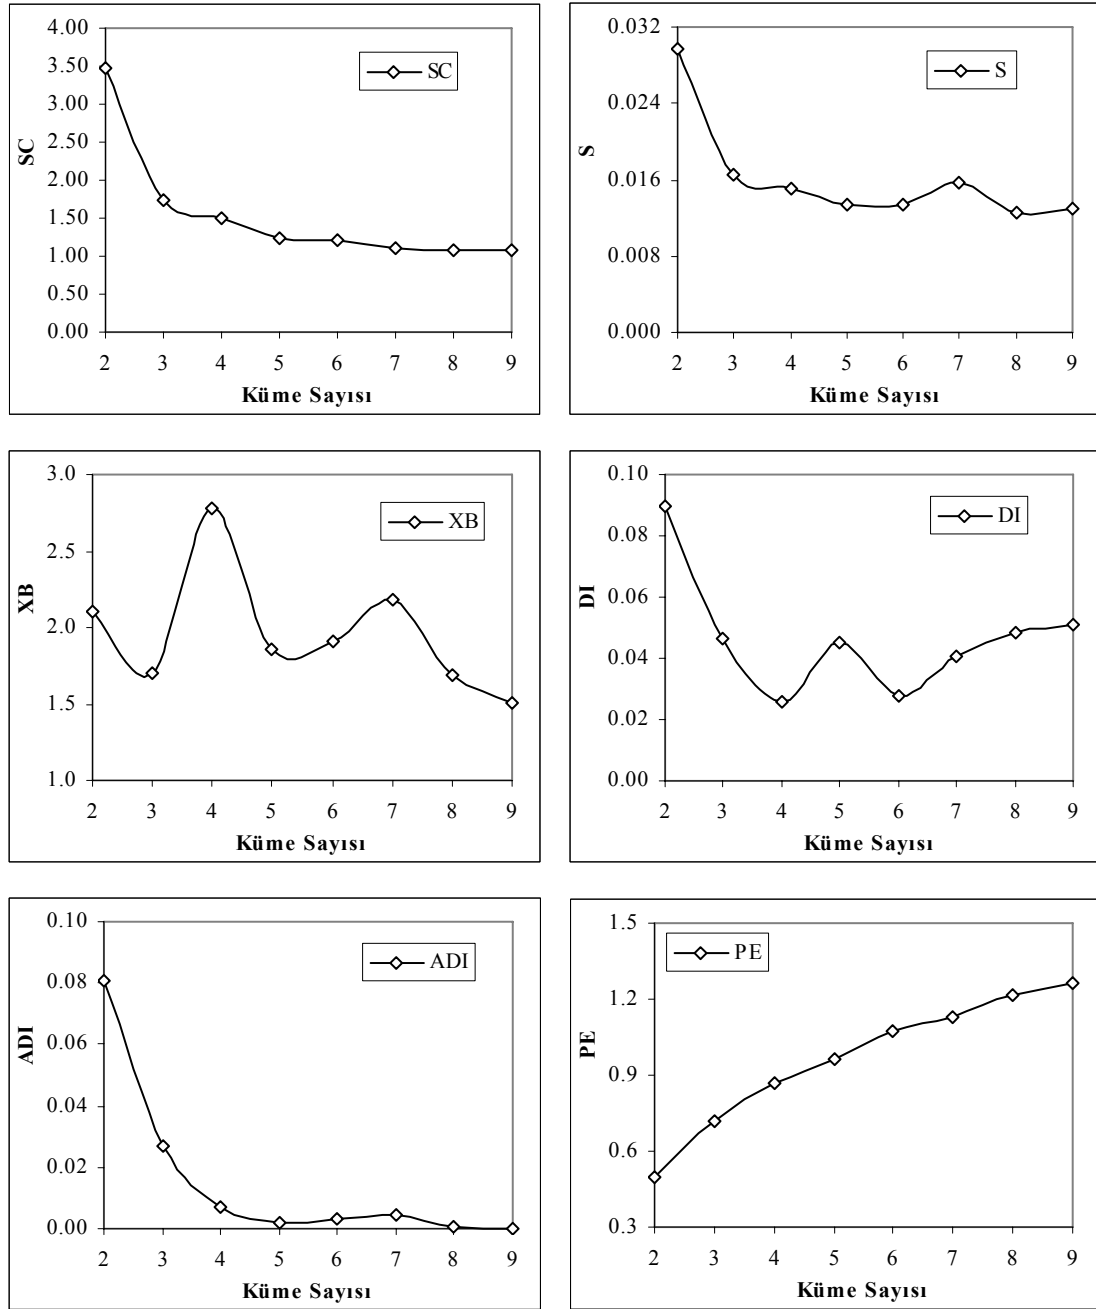 4.00
3.50
3.00
2.50
2.00
1.50
1.00
0.50
0.00
SC
SC
2 3 4 5 6 7 8 9
Küme Sayısı
0.032
0.024
0.016
0.008
0.000
S
S
2 3 4 5 6 7 8 9
Küme Sayısı
3.0
2.5
2.0
1.5
1.0
XB
XB
2 3 4 5 6 7 8 9
Küme Sayısı
0.10
0.08
0.06
0.04
0.02
0.00
DI
DI
2 3 4 5 6 7 8 9
Küme Sayısı
0.10
0.08
0.06
0.04
0.02
0.00
ADI
ADI
2 3 4 5 6 7 8 9
Küme Sayısı
1.5
1.2
0.9
0.6
0.3
PE
PE
2 3 4 5 6 7 8 9
Küme Sayısı